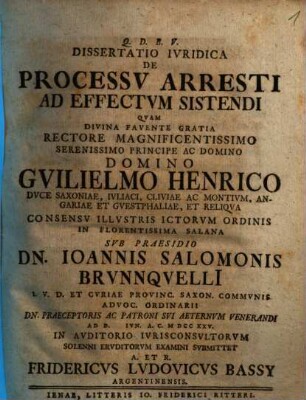 1
Q. D. B. V.
DISSERTATIO IVRIDICA
DE
PROCESSV ARRESTI
AD EFFECTVM SISTENDI
QVAM
DIVINA FAVENTE GRATIA
RECTORE MAGNIFICENTISSIMO
SERENISSIMO PRINCIPE AC DOMINO
DOMINO
GVILIELMO HENRICO
DVCE SAXONIAE, IVLIACI, CLIVIAE AC MONTIVM, AN-
GARIAE ET GVESTPHALIAE, ET RELIQVA
CONSENSV ILLVSTRIS ICTORVM ORDINIS
IN FLORENTISSIMA SALANA
SVB PRAESIDIO
DN. IOANNIS SALOMONIS
BRVNNQVELLI
I. V. D. ET CVRIAE PROVINC. SAXON. COMMVNIS
ADVOC. ORDINARII
DN. PRAECEPTORIS AC PATRONI SVI AETERNVM VENERANDI
AD D. IVN. A. C. M DCC XXV.
IN AVDITORIO IVRISCONSVLTORVM
SOLENNI ERVDITORVM EXAMINI SVBMITTET
A. ET R.
FRIDERICVS LVDOVICVS BASSY
ARGENTINENSIS.
IENAE, LITTERIS IO. FRIDERICI RITTERI.